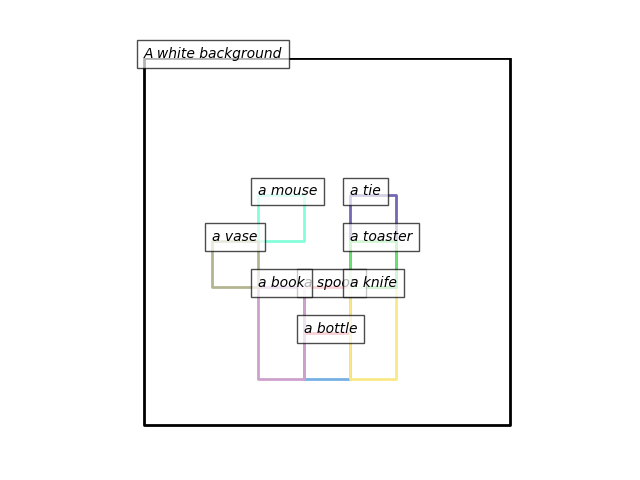 A white background
a mouse
a tie
a vase
a toaster
a book
a spoon
a knife
a bottle